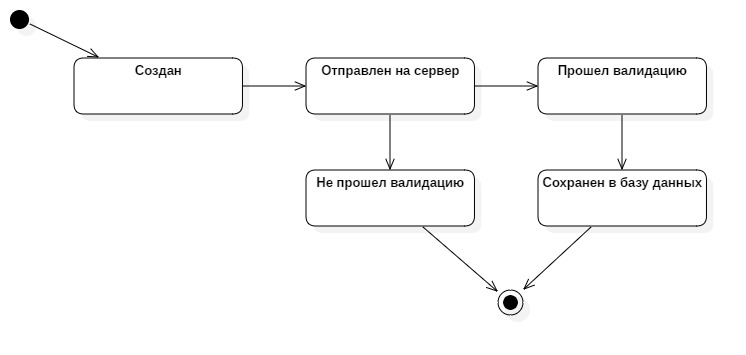 Создан
Отправлен на сервер
Прошел валидацию
Не прошел валидацию
Сохранен в базу данных